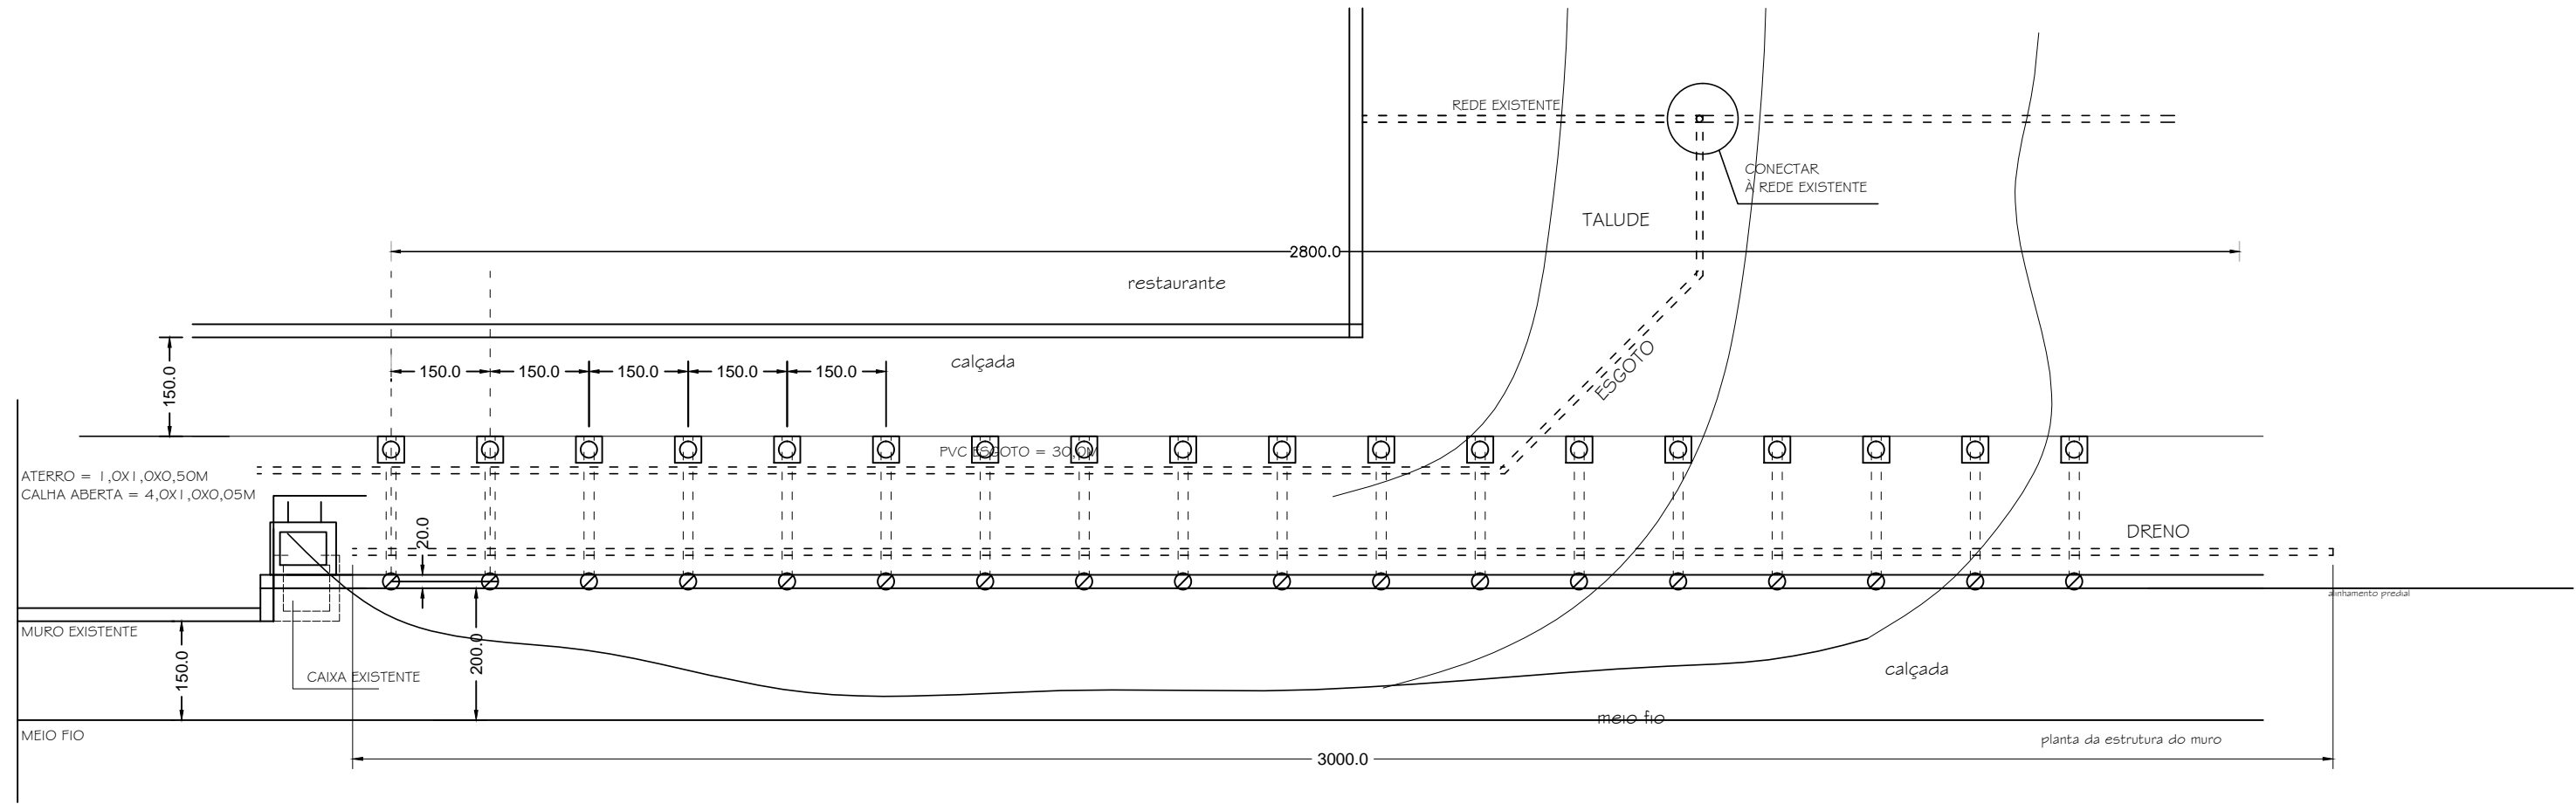 REDE EXISTENTE
CONECTAR
À REDE EXISTENTE
TALUDE
2800.0
restaurante
ESGOTO
calçada
150.0
150.0
150.0
150.0
150.0
150.0
PVC ESGOTO = 30,0M
ATERRO = 1,0X1,0X0,50M
CALHA ABERTA = 4,0X1,0X0,05M
20.0
DRENO
alinhamento predial
MURO EXISTENTE
150.0
200.0
CAIXA EXISTENTE
calçada
meio fio
MEIO FIO
planta da estrutura do muro
3000.0